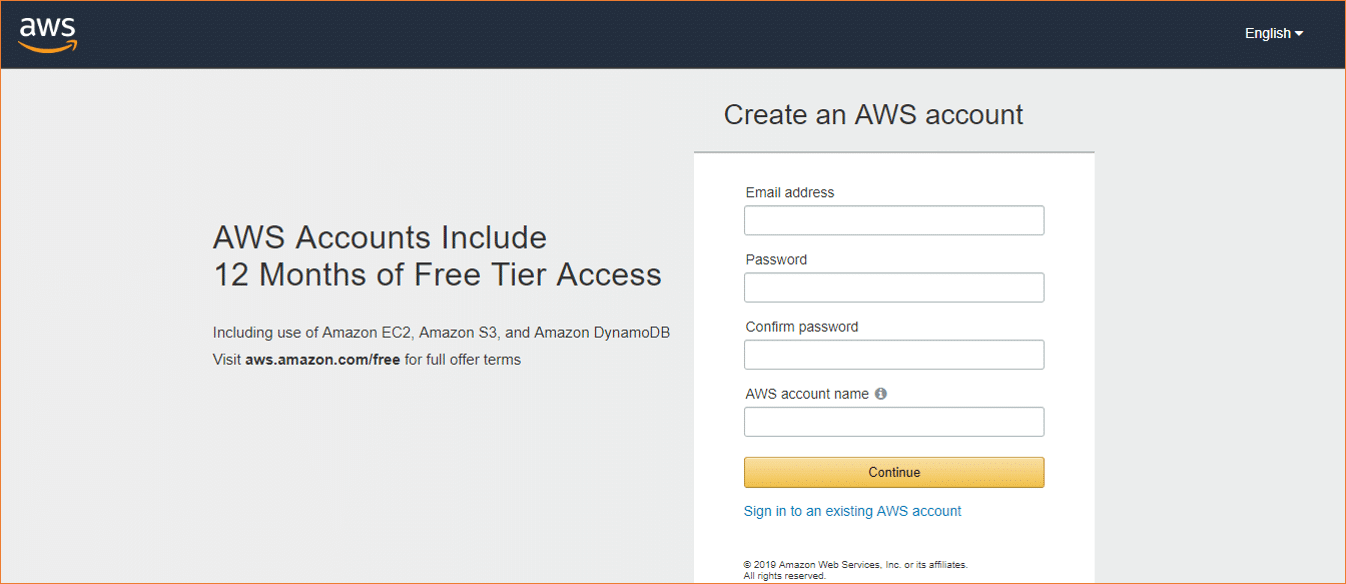 aws
English
Create an AWS account
AWS Accounts Include
12 Months of Free Tier Access
Including use of Amazon EC2, Amazon S3, and Amazon DynamoDB
Visit aws.amazon.com/free for full offer terms
Email address
Password
Confirm password
AWS account name
Continue
Sign in to an existing AWS account
© 2019 Amazon Web Services, Inc. or its affiliates.
All rights reserved.